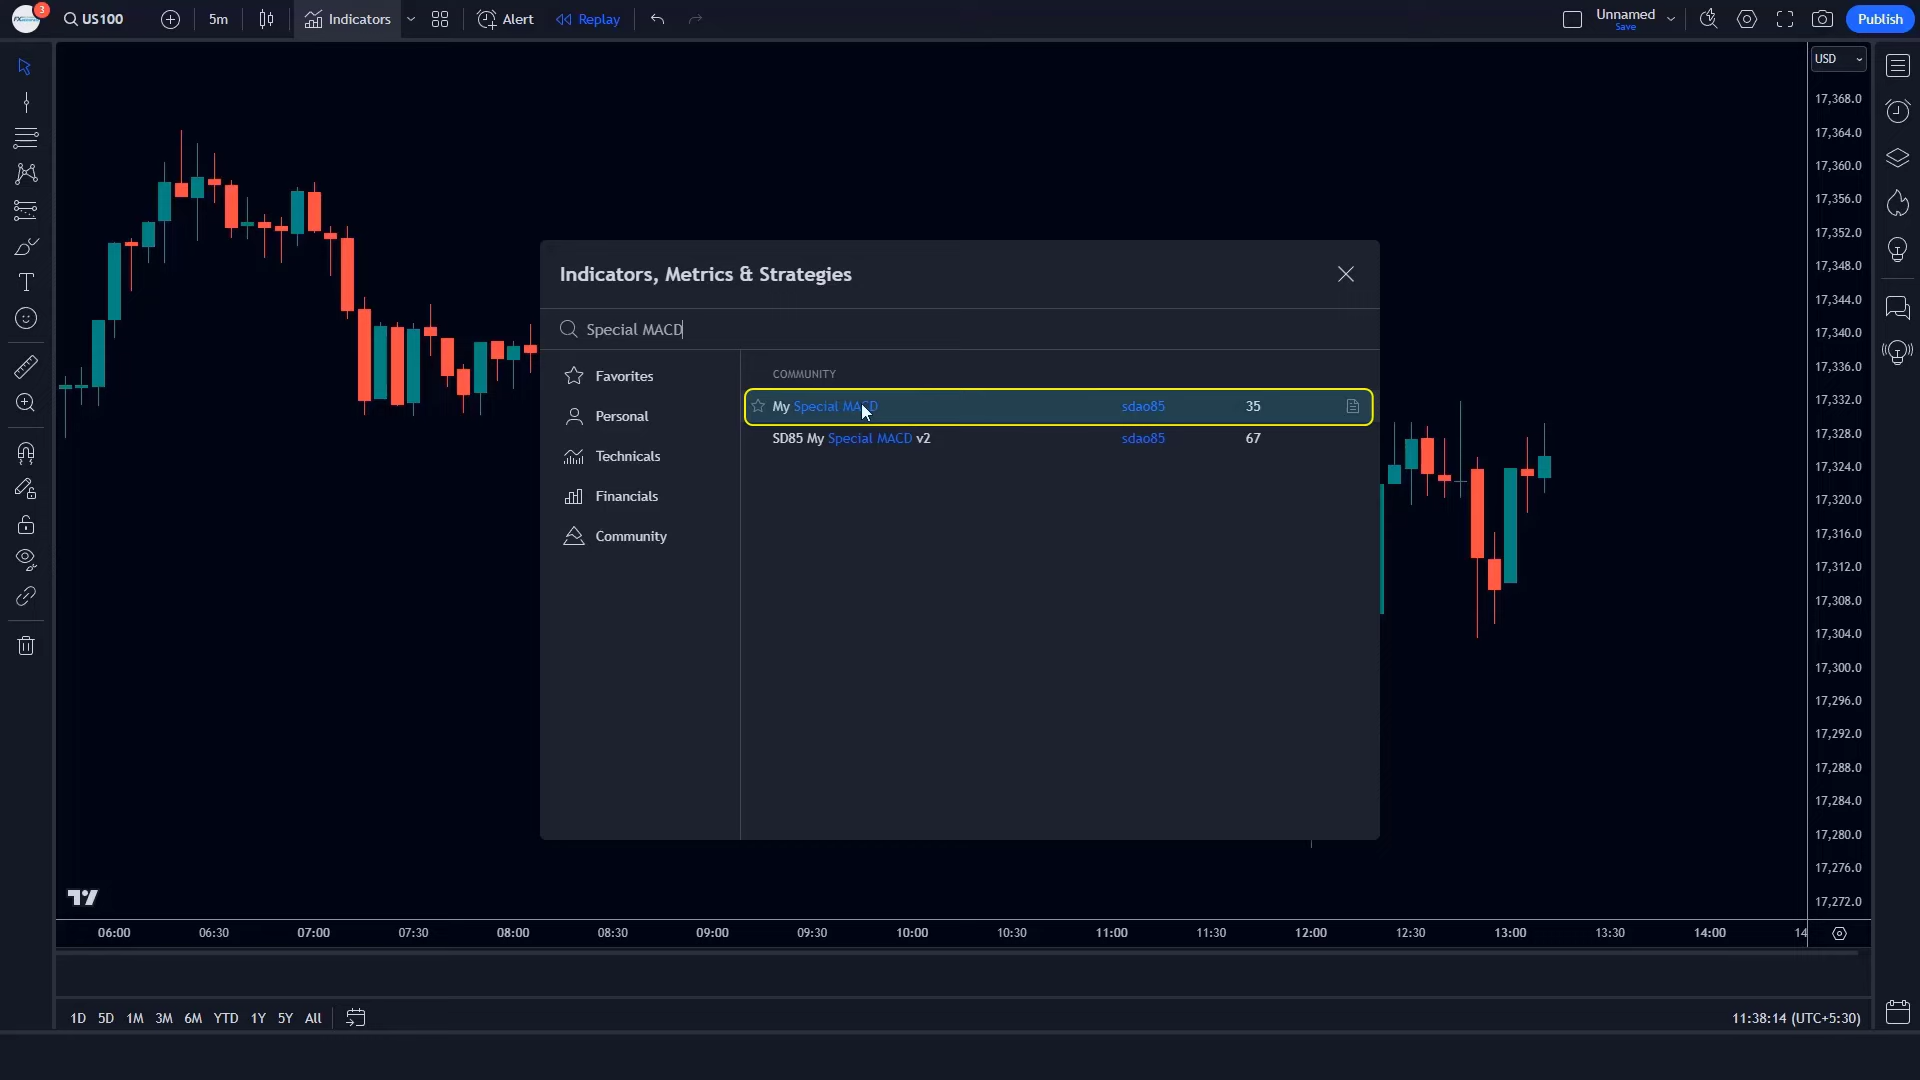 3
US100
5m
Indicators
Alert
Replay
Unnamed
Save
Publish
USD
17,368.0
17,364.0
17,360.0
17,356.0
17,352.0
17,348.0
17,344.0
17,340.0
17,336.0
17,332.0
17,328.0
17,324.0
17,320.0
17,316.0
17,312.0
17,308.0
17,304.0
17,300.0
17,296.0
17,292.0
17,288.0
17,284.0
17,280.0
17,276.0
17,272.0
Indicators, Metrics & Strategies
Special MACD
Favorites
Personal
Technicals
Financials
Community
COMMUNITY
My Special MACD sdao85 35
SD85 My Special MACD v2 sdao85 67
06:00 06:30 07:00 07:30 08:00 08:30 09:00 09:30 10:00 10:30 11:00 11:30 12:00 12:30 13:00 13:30 14:00 14
1D 5D 1M 3M 6M YTD 1Y 5Y All
11:38:14 (UTC+5:30)